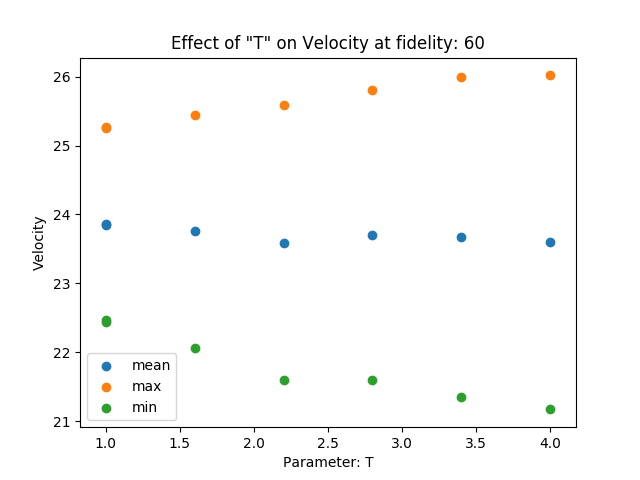 Effect of "T" on Velocity at fidelity: 60
26
25
24
23
22
21
Velocity
mean
max
min
1.0 1.5 2.0 2.5 3.0 3.5 4.0
Parameter: T